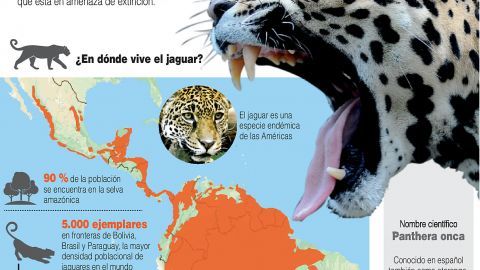 que está en amenaza de extinción.
¿En dónde vive el jaguar?
El jaguar es una
especie endémica
de las Américas
90 % de la población
se encuentra en la selva
amazónica
5.000 ejemplares
en fronteras de Bolivia,
Brasil y Paraguay, la mayor
densidad poblacional de
jaguares en el mundo
Nombre científico
Panthera onca
Conocido en español
también como